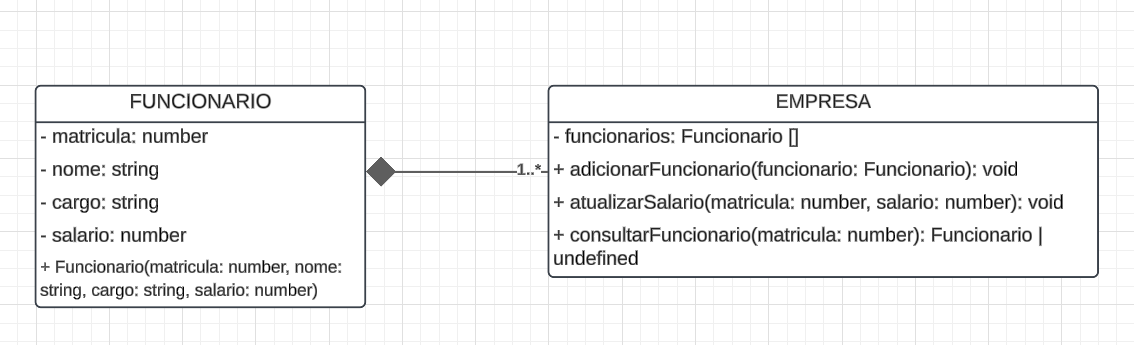 FUNCIONARIO
- matricula: number
- nome: string
- cargo: string
- salario: number
+ Funcionario(matricula: number, nome:
string, cargo: string, salario: number)
1..*
EMPRESA
- funcionarios: Funcionario []
+ adicionarFuncionario(funcionario: Funcionario): void
+ atualizarSalario(matricula: number, salario: number): void
+ consultarFuncionario(matricula: number): Funcionario |
undefined